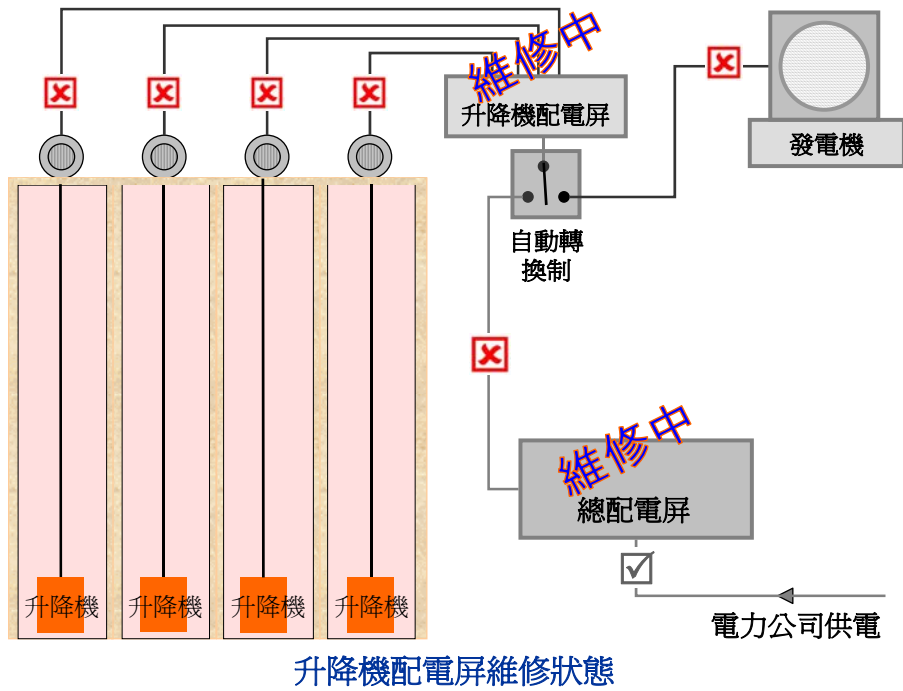 維修中
升降機配電屏
發電機
自動轉
換制
維修中
總配電屏
升降機 升降機 升降機 升降機
電力公司供電
升降機配電屏維修狀態